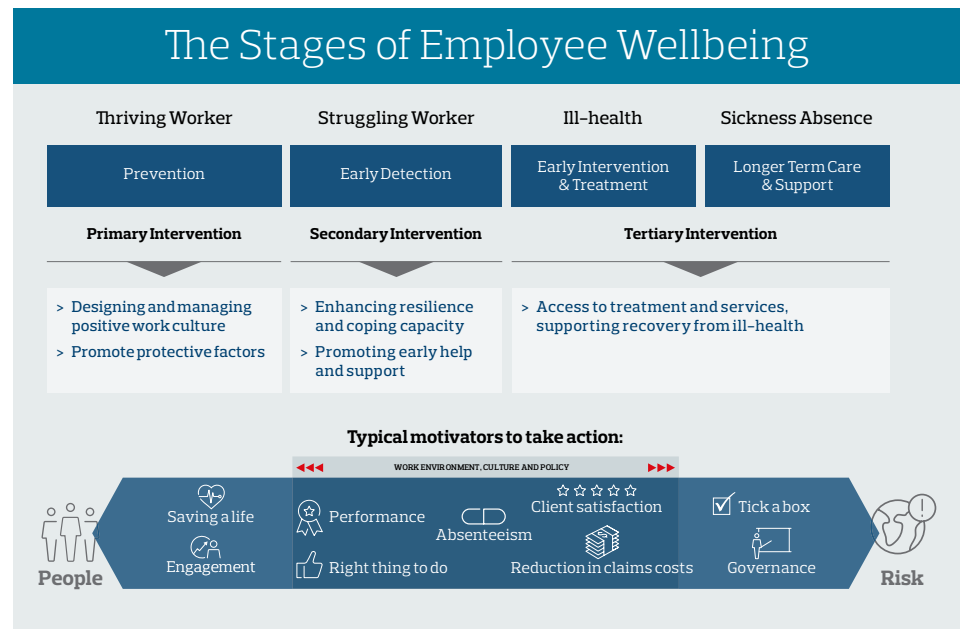 The Stages of Employee Wellbeing
Thriving Worker
Struggling Worker
Ill-health
Sickness Absence
Prevention
Early Detection
Early Intervention
& Treatment
Longer Term Care
& Support
Primary Intervention
Secondary Intervention
Tertiary Intervention
> Designing and managing
positive work culture
> Promote protective factors
> Enhancing resilience
and coping capacity
> Promoting early help
and support
> Access to treatment and services,
supporting recovery from ill-health
Typical motivators to take action:
WORK ENVIRONMENT, CULTURE AND POLICY
People
Saving a life
Engagement
Performance
Right thing to do
Absenteeism
Client satisfaction
Reduction in claims costs
Tick a box
Governance
!
Risk